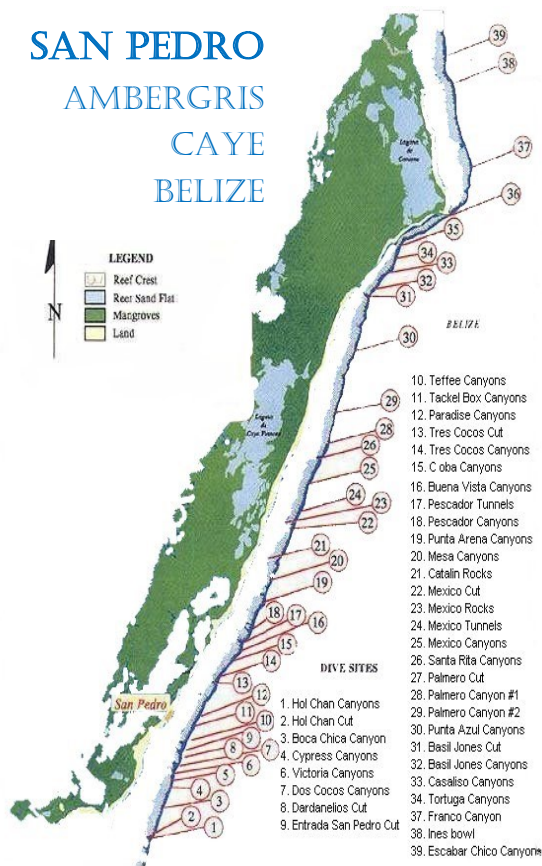 SAN PEDRO
AMBERGRIS
CAYE
BELIZE
39
38
Laguna
de
Cantena
37
36
35
34
33
32
31
30
LEGEND
Reef Crest
Reef Sand Flat
Mangroves
Land
N
BELIZE
29
28
26
25
24
23
22
21
20
19
18
17
16
15
14
13
12
11
10
9
8
7
6
5
4
3
2
1
Laguna
de
San Pedro
10. Teffee Canyons
11. Tackel Box Canyons
12. Paradise Canyons
13. Tres Cocos Cut
14. Tres Cocos Canyons
15. C oba Canyons
16. Buena Vista Canyons
17. Pescador Tunnels
18. Pescador Canyons
19. Punta Arena Canyons
20. Mesa Canyons
21. Catalin Rocks
22. Mexico Cut
23. Mexico Rocks
24. Mexico Tunnels
25. Mexico Canyons
26. Santa Rita Canyons
27. Palmero Cut
28. Palmero Canyon #1
29. Palmero Canyon #2
30. Punta Azul Canyons
31. Basil Jones Cut
32. Basil Jones Canyons
33. Casaliso Canyons
34. Tortuga Canyons
37. Franco Canyon
38. Ines bowl
39. Escabar Chico Canyons
DIVE SITES
1. Hol Chan Canyons
2. Hol Chan Cut
3. Boca Chica Canyon
4. Cypress Canyons
6. Victoria Canyons
7. Dos Cocos Canyons
8. Dardanelios Cut
9. Entrada San Pedro Cut